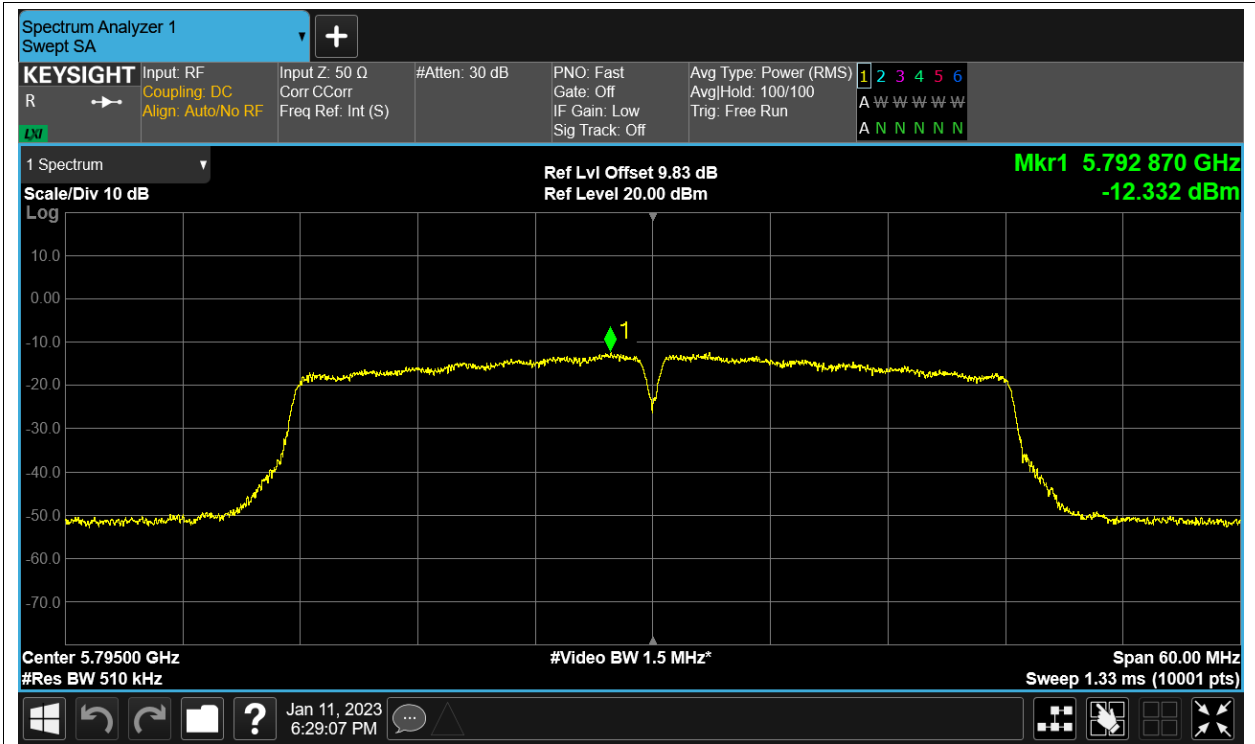 Spectrum Analyzer 1
Swept SA
KEYSIGHT
R
LXI
Input: RF
Coupling: DC
Align: Auto/No RF
Input Z: 50 Ω
Corr CCorr
Freq Ref: Int (S)
#Atten: 30 dB
PNO: Fast
Gate: Off
IF Gain: Low
Sig Track: Off
Avg Type: Power (RMS)
Avg|Hold: 100/100
Trig: Free Run
1 2 3 4 5 6
A W W W W W
A N N N N N
1 Spectrum
Scale/Div 10 dB
Log
Ref Lvl Offset 9.83 dB
Ref Level 20.00 dBm
Mkr1 5.792 870 GHz
-12.332 dBm
10.0
0.00
-10.0
-20.0
-30.0
-40.0
-50.0
-60.0
-70.0
1
Center 5.79500 GHz
#Res BW 510 kHz
#Video BW 1.5 MHz*
Span 60.00 MHz
Sweep 1.33 ms (10001 pts)
?
Jan 11, 2023
6:29:07 PM